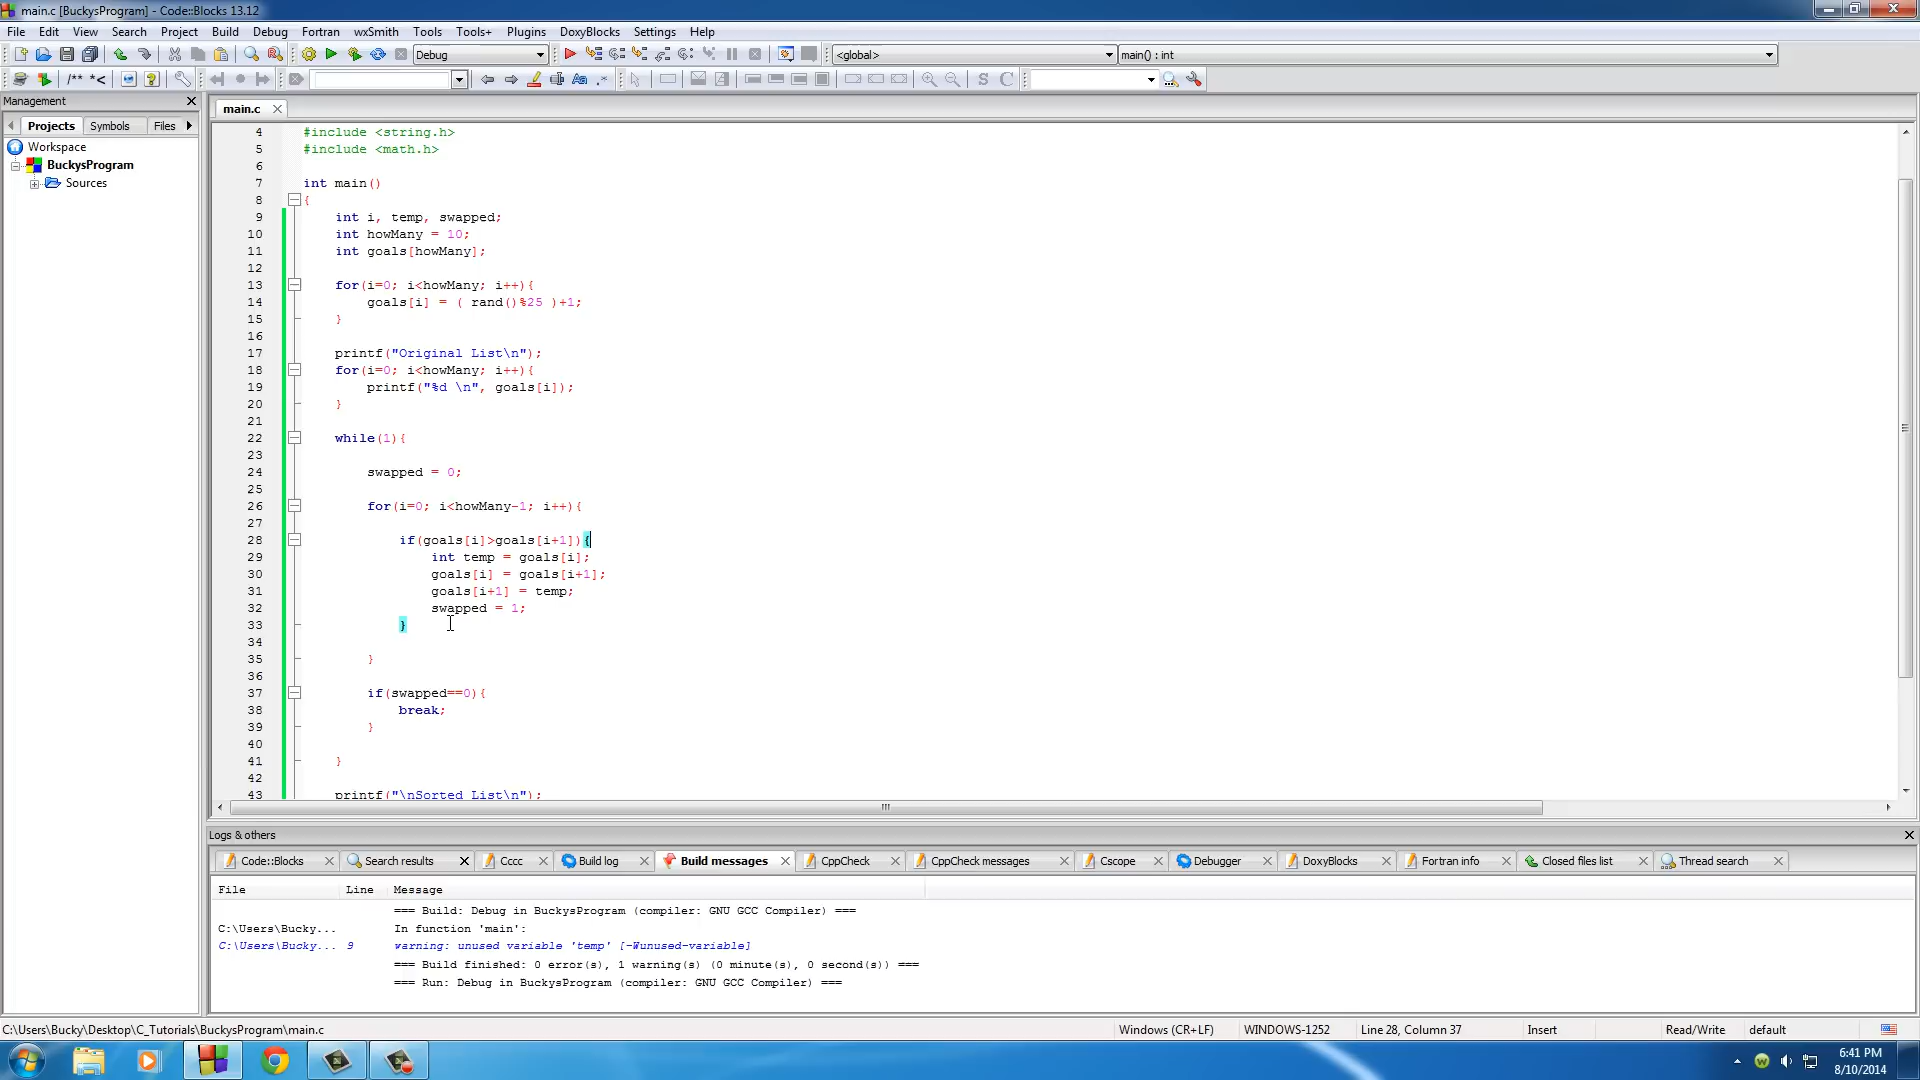 main.c [BuckysProgram] - Code::Blocks 13.12
File Edit View Search Project Build Debug Fortran wxSmith Tools Tools+ Plugins DoxyBlocks Settings Help
Debug <global> main() : int
/** *< Aa .* S C
Management
main.c
Projects Symbols Files
Workspace
BuckysProgram
Sources
4 #include <string.h>
5 #include <math.h>
6
7 int main()
8 {
9 int i, temp, swapped;
10 int howMany = 10;
11 int goals[howMany];
12
13 for(i=0; i<howMany; i++){
14 goals[i] = ( rand()%25 )+1;
15 }
16
17 printf("Original List\n");
18 for(i=0; i<howMany; i++){
19 printf("%d \n", goals[i]);
20 }
21
22 while(1){
23
24 swapped = 0;
25
26 for(i=0; i<howMany-1; i++){
27
28 if(goals[i]>goals[i+1]){
29 int temp = goals[i];
30 goals[i] = goals[i+1];
31 goals[i+1] = temp;
32 swapped = 1;
33 }
34
35 }
36
37 if(swapped==0){
38 break;
39 }
40
41 }
42
43 printf("\nSorted List\n");
Logs & others
Code::Blocks Search results Cccc Build log Build messages CppCheck CppCheck messages Cscope Debugger DoxyBlocks Fortran info Closed files list Thread search
File Line Message
=== Build: Debug in BuckysProgram (compiler: GNU GCC Compiler) ===
C:\Users\Bucky... In function 'main':
C:\Users\Bucky... 9 warning: unused variable 'temp' [-Wunused-variable]
=== Build finished: 0 error(s), 1 warning(s) (0 minute(s), 0 second(s)) ===
=== Run: Debug in BuckysProgram (compiler: GNU GCC Compiler) ===
C:\Users\Bucky\Desktop\C_Tutorials\BuckysProgram\main.c Windows (CR+LF) WINDOWS-1252 Line 28, Column 37 Insert Read/Write default
6:41 PM
8/10/2014